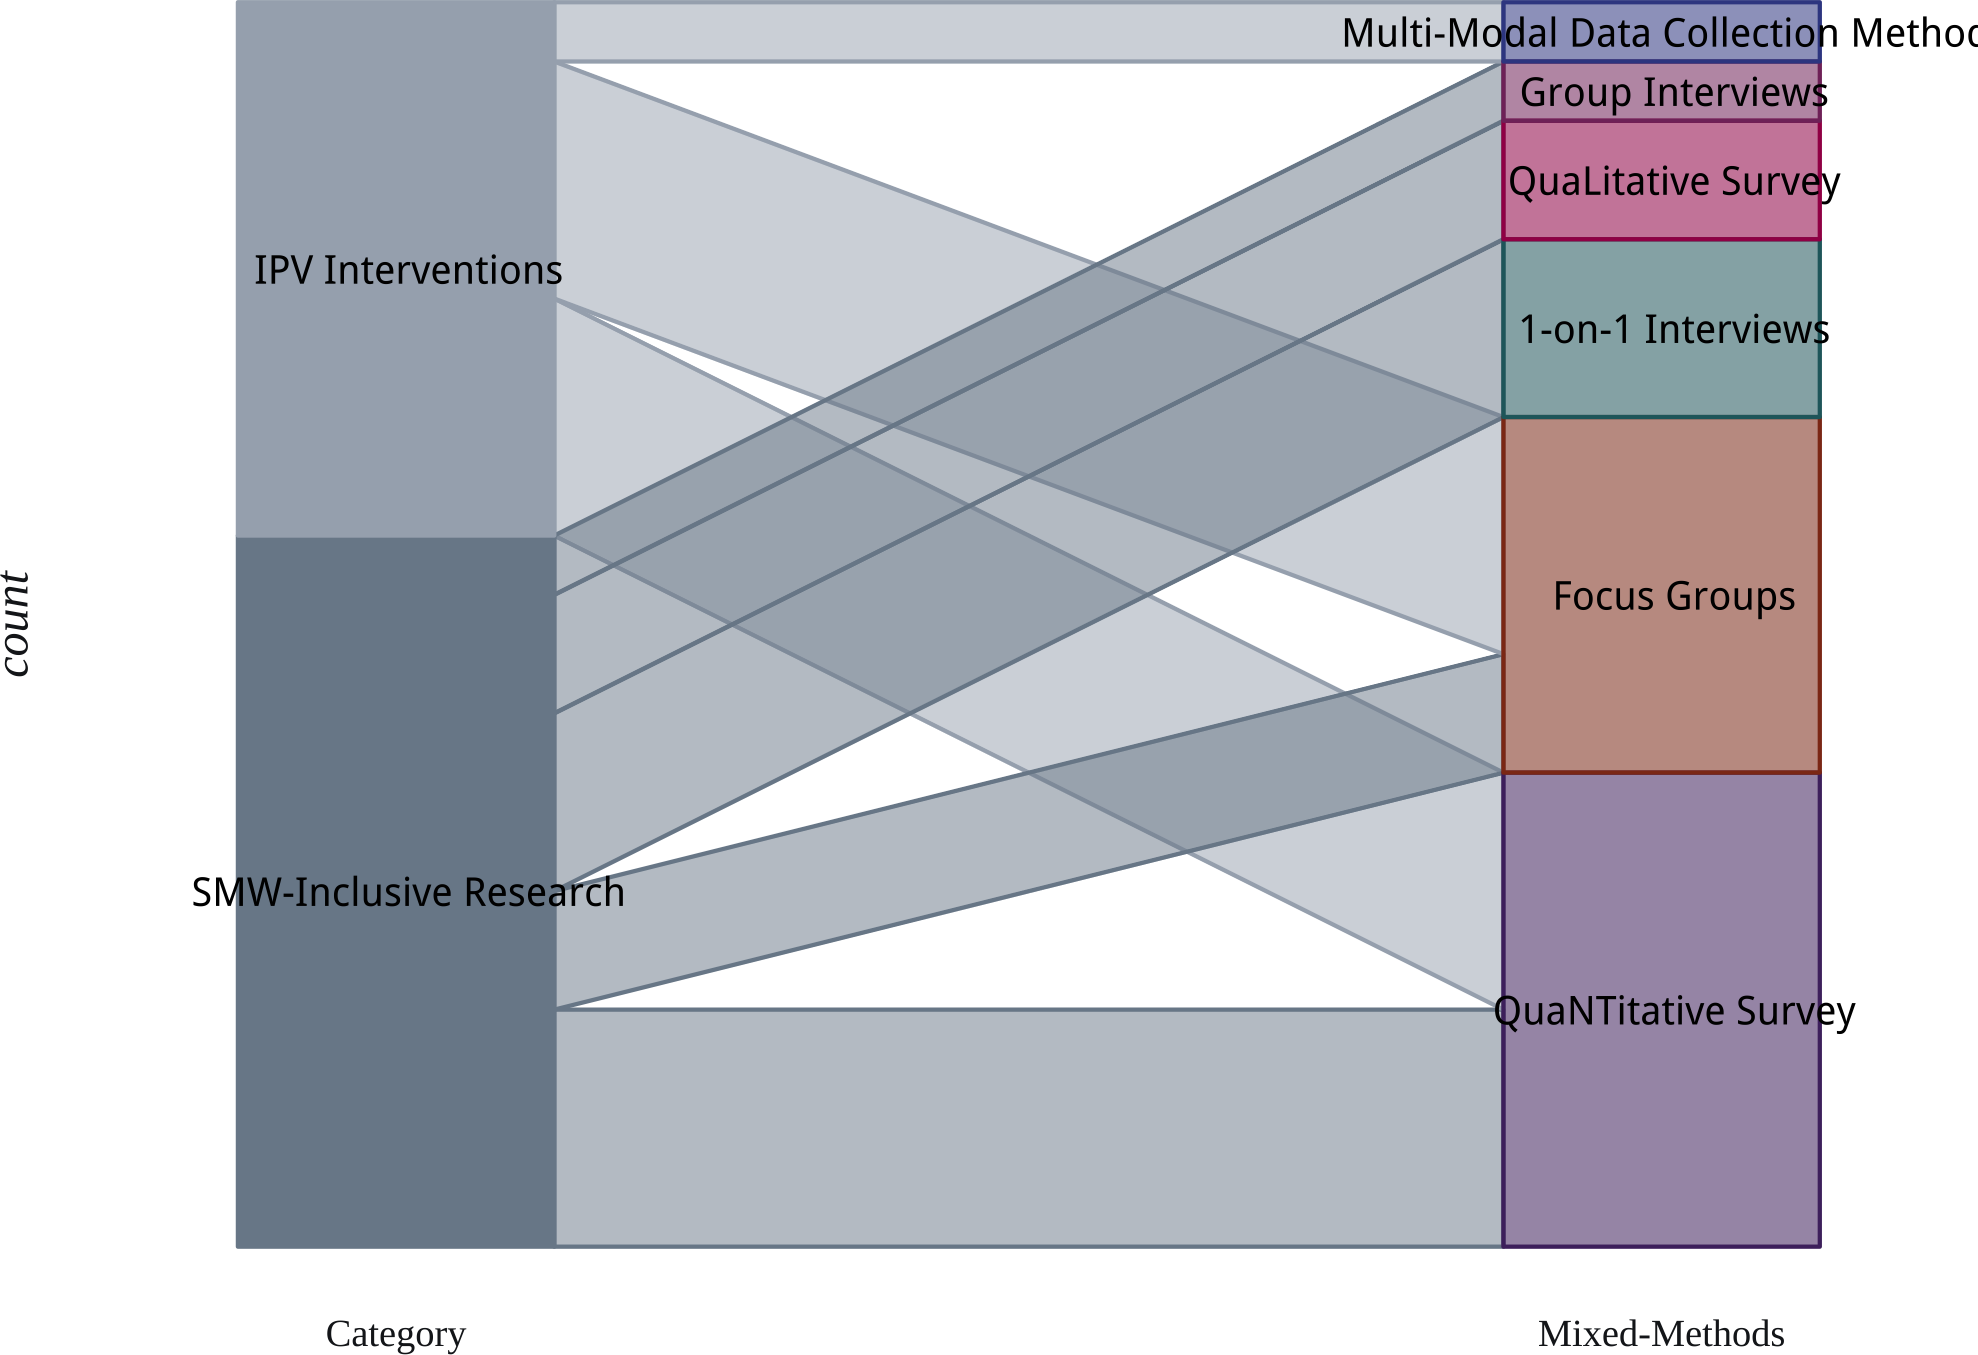 Multi-Modal Data Collection
Group Interviews
QuaLitative Survey
IPV Interventions
1-on-1 Interviews
Focus Groups
count
SMW-Inclusive Research
QuaNTitative Survey
Category
Mixed-Methods